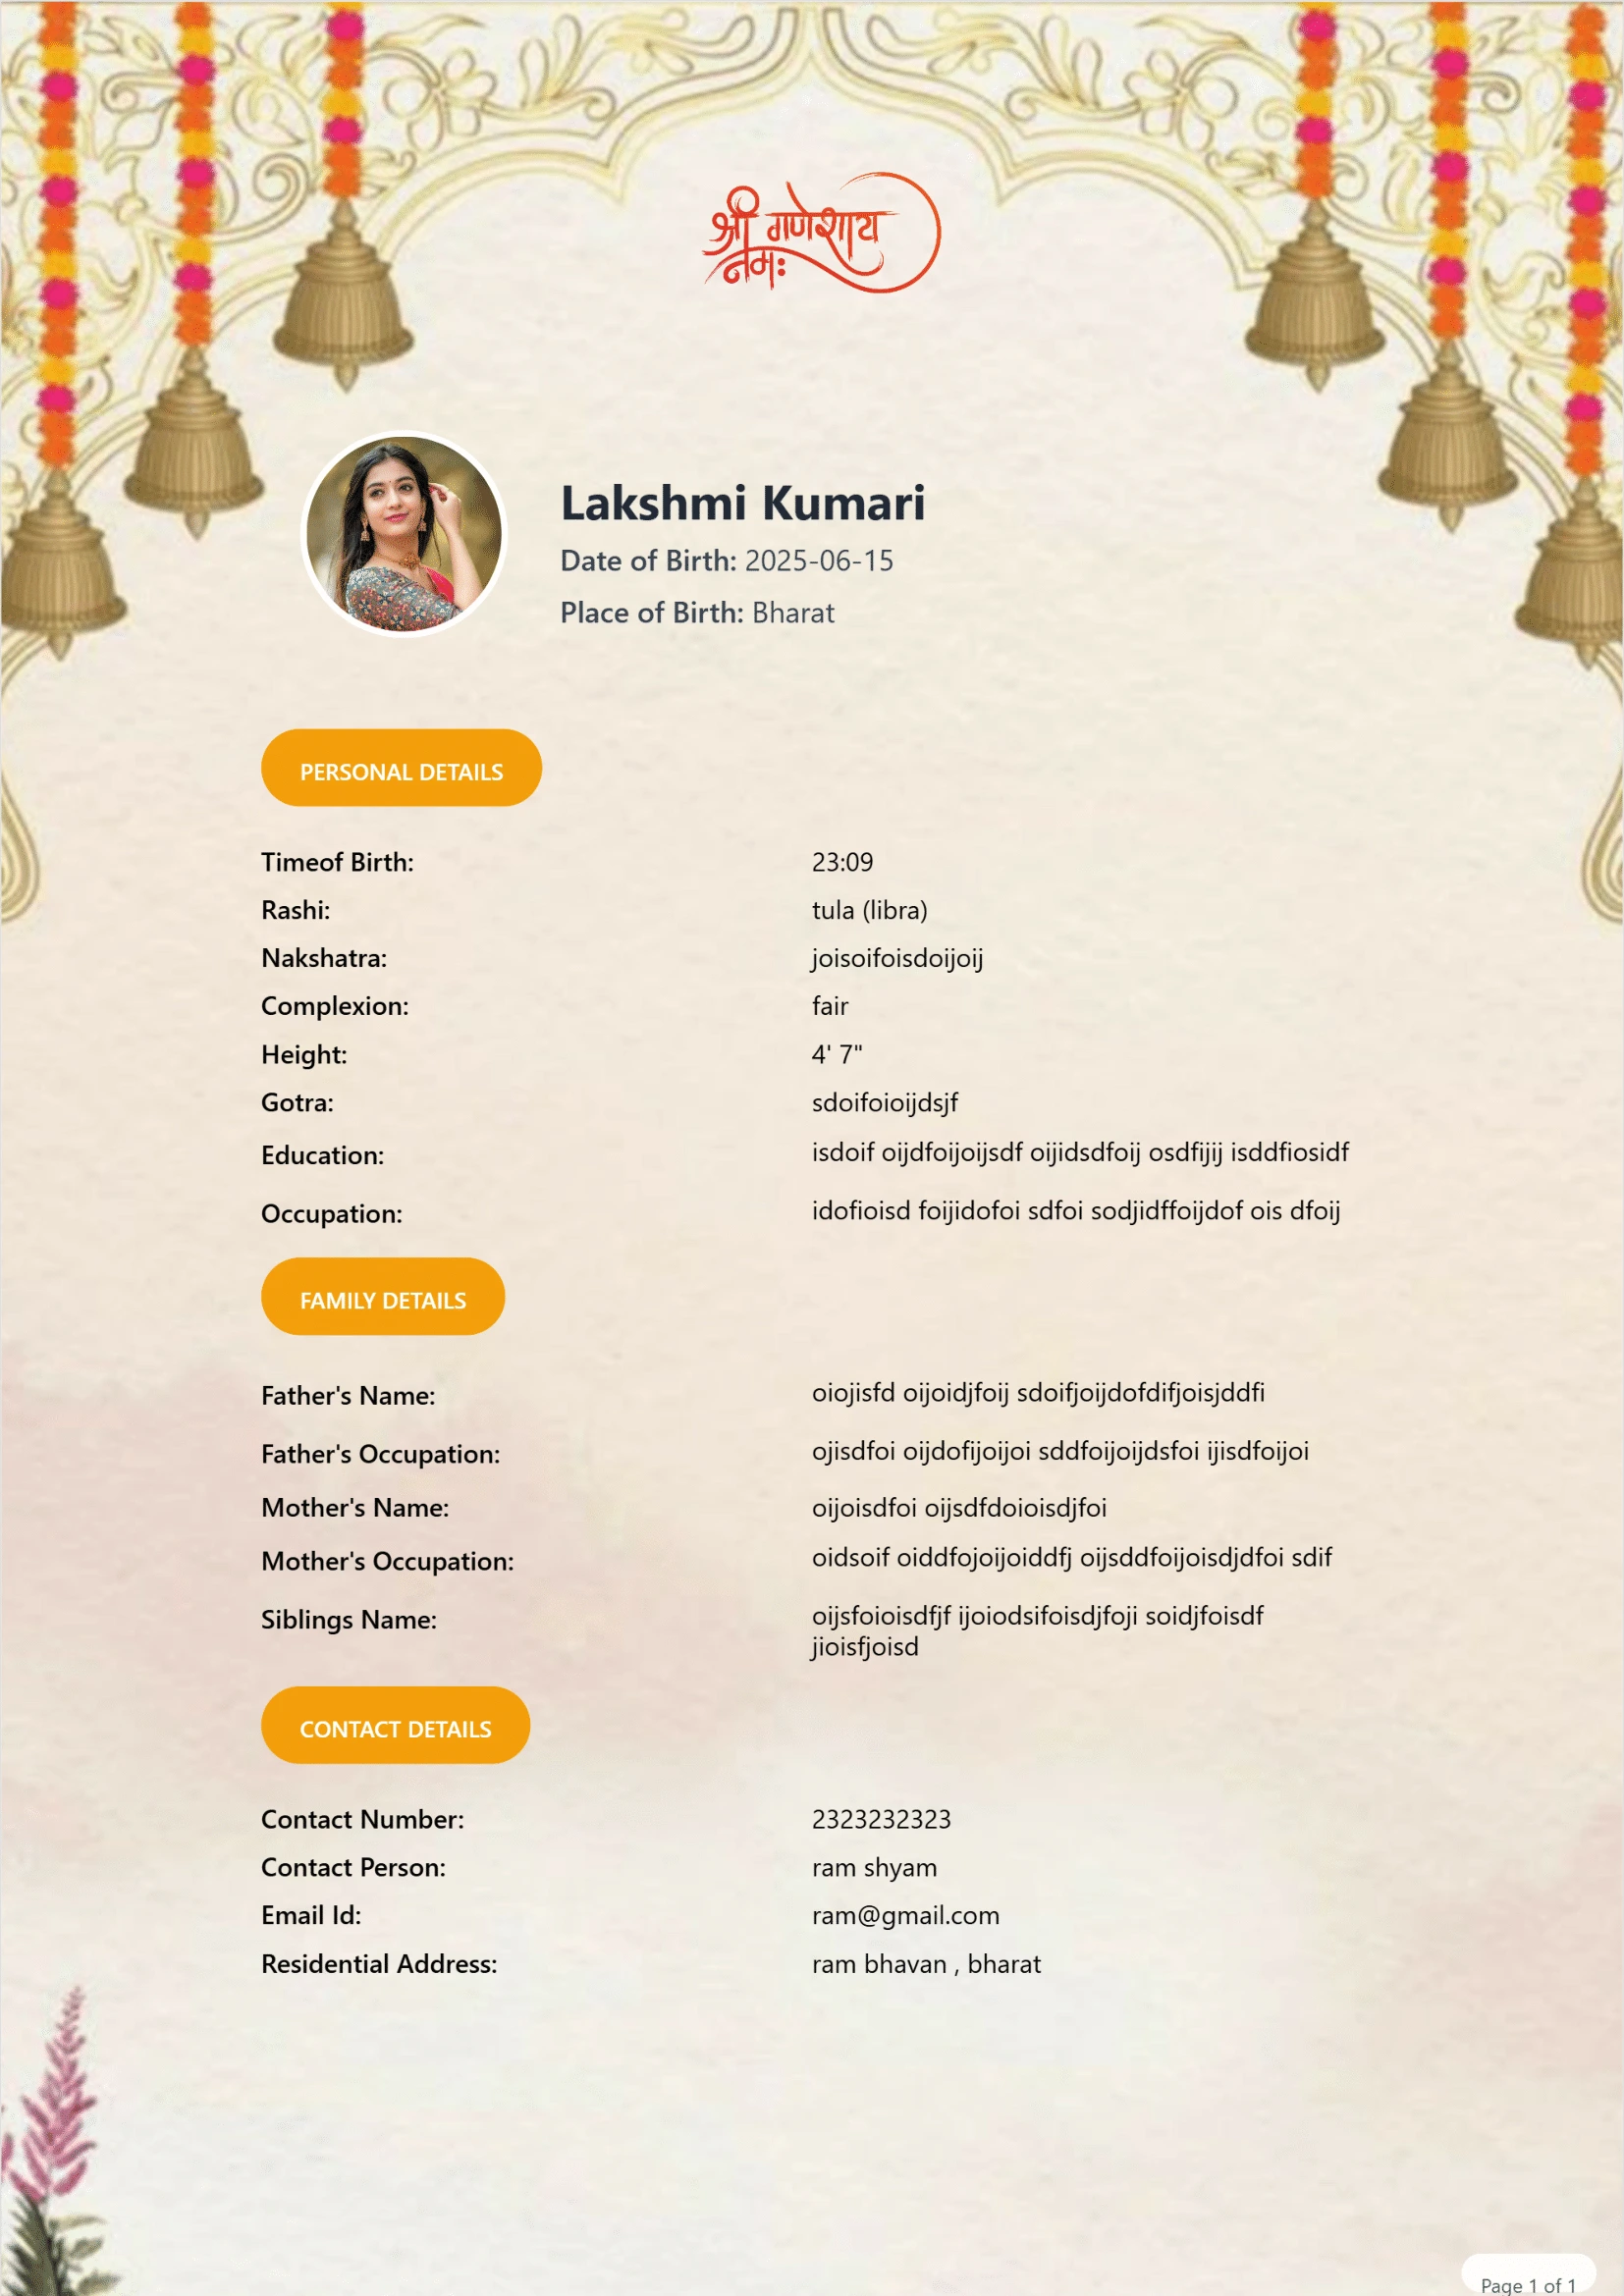 श्री गणेशाय
नमः
Lakshmi Kumari
Date of Birth: 2025-06-15
Place of Birth: Bharat
PERSONAL DETAILS
Timeof Birth: 23:09
Rashi: tula (libra)
Nakshatra: joisoifoisdoijoij
Complexion: fair
Height: 4' 7"
Gotra: sdoifoioijdsjf
Education: isdoif oijdfoijoijsdf oijidsdfoij osdfijij isddfiosidf
Occupation: idofioisd foijidofoi sdfoi sodjidffoijdof ois dfoij
FAMILY DETAILS
Father's Name: oiojisfd oijoidjfoij sdoifjoijdofdifjoisjddfi
Father's Occupation: ojisdfoi oijdofijoijoi sddfoijoijdsfoi ijisdfoijoi
Mother's Name: oijoisdfoi oijsdfdoioisdjfoi
Mother's Occupation: oidsoif oiddfojoijoiddfj oijsddfoijoisdjdfoi sdif
Siblings Name: oijsfoioisdfjf ijoiodsifoisdjfoji soidjfoisdf
jioisfjoisd
CONTACT DETAILS
Contact Number: 2323232323
Contact Person: ram shyam
Email Id: ram@gmail.com
Residential Address: ram bhavan , bharat
Page 1 of 1